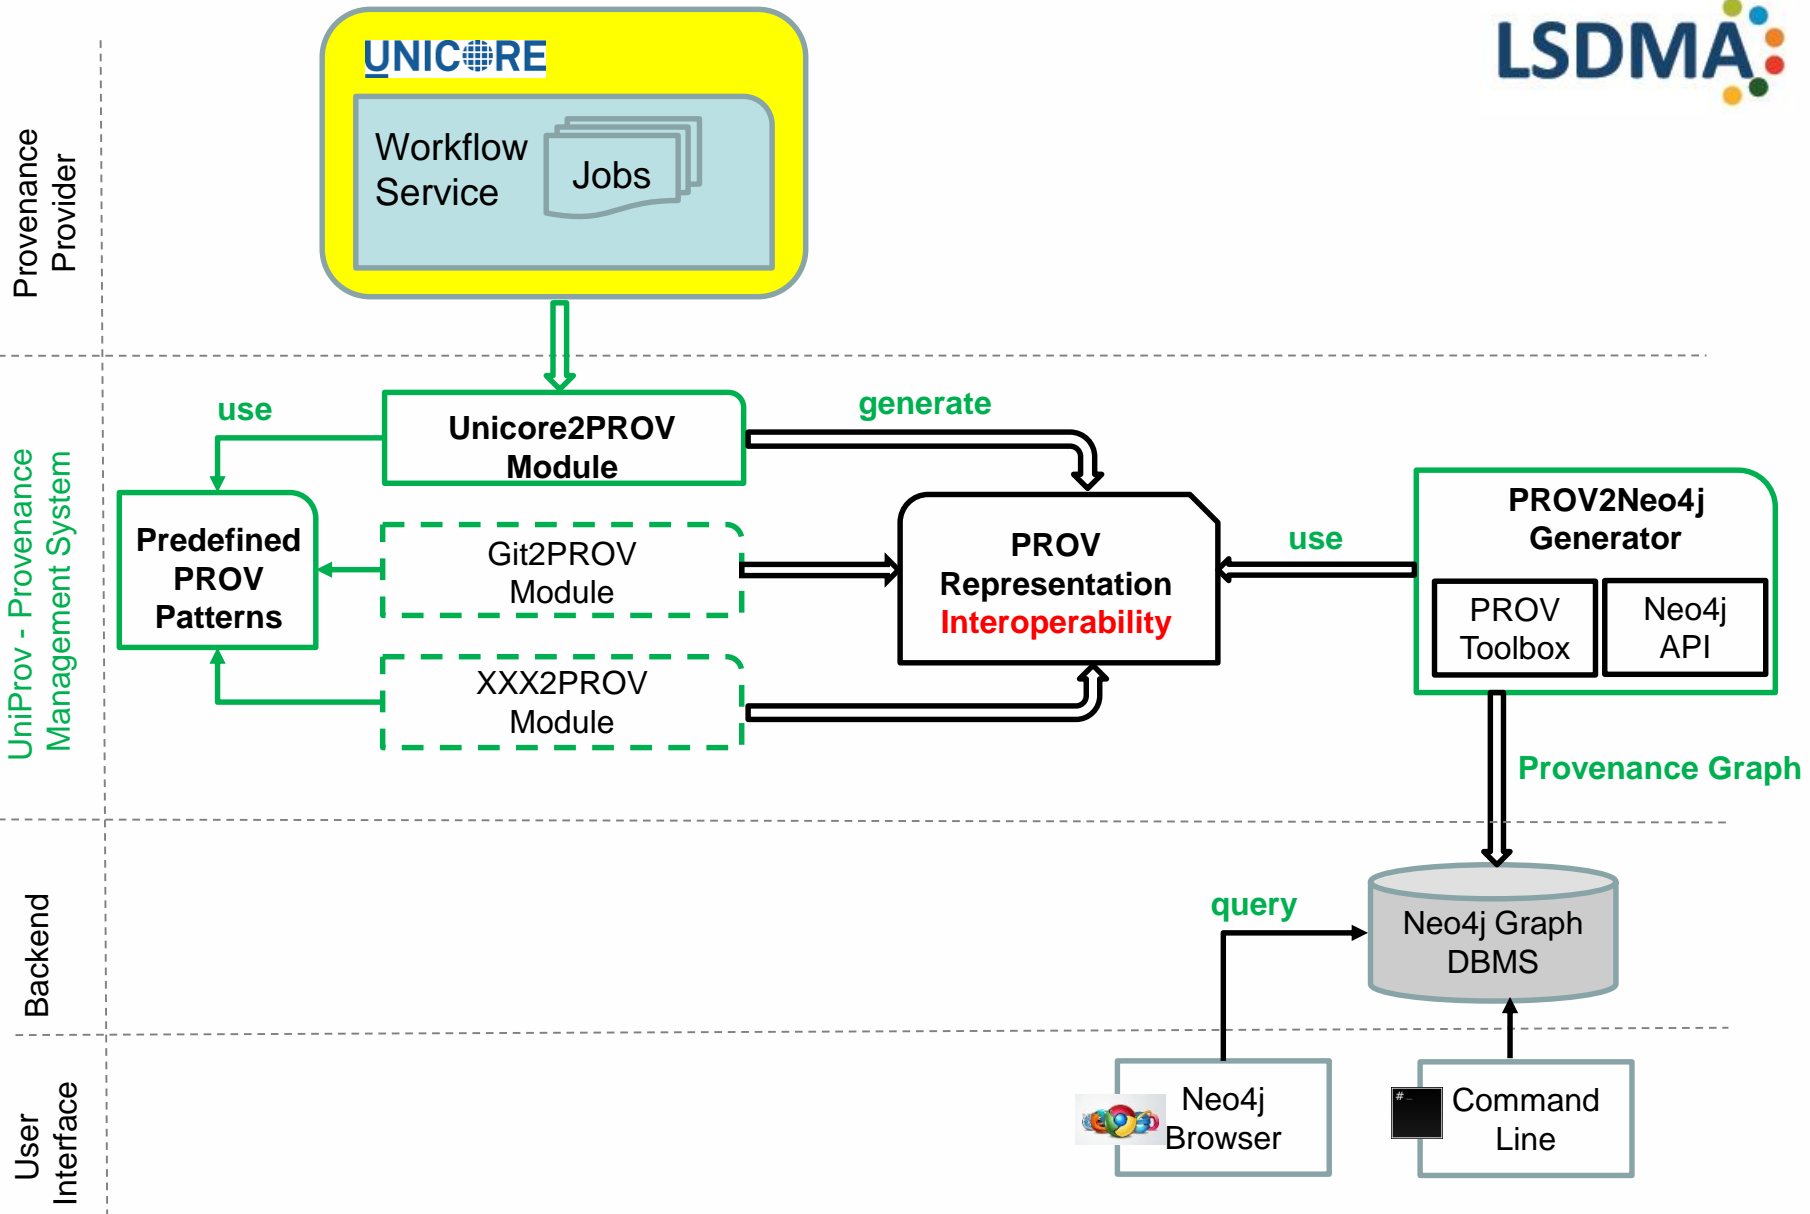 UNICORE
LSDMA
Provenance
Provider
Workflow
Service
Jobs
UniProv - Provenance
Management System
use
Unicore2PROV
Module
generate
Predefined
PROV
Patterns
Git2PROV
Module
XXX2PROV
Module
PROV
Representation
Interoperability
use
PROV2Neo4j
Generator
PROV
Toolbox
Neo4j
API
Provenance Graph
Backend
query
Neo4j Graph
DBMS
User
Interface
Neo4j
Browser
# _
Command
Line